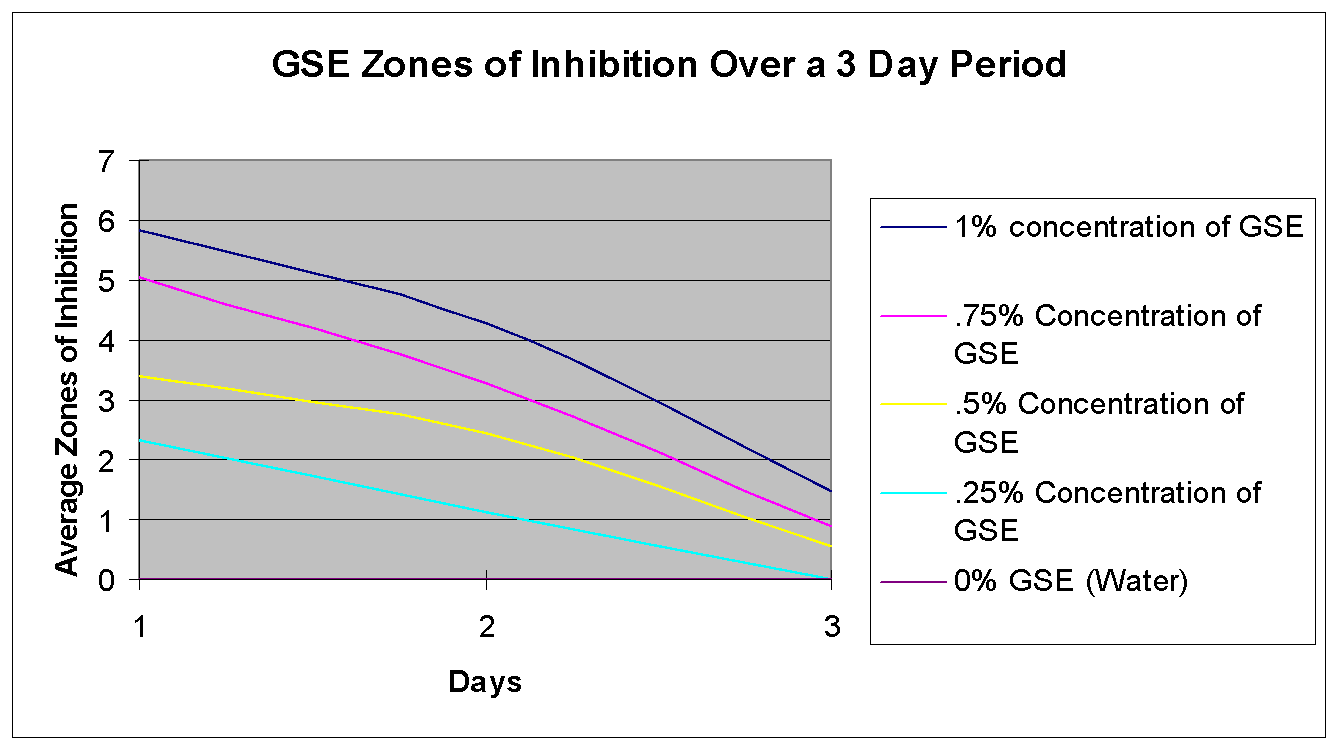 GSE Zones of Inhibition Over a 3 Day Period
7
6
5
4
3
2
1
0
Average Zones of Inhibition
1
2
3
Days
1% concentration of GSE
.75% Concentration of
GSE
.5% Concentration of
GSE
.25% Concentration of
GSE
0% GSE (Water)